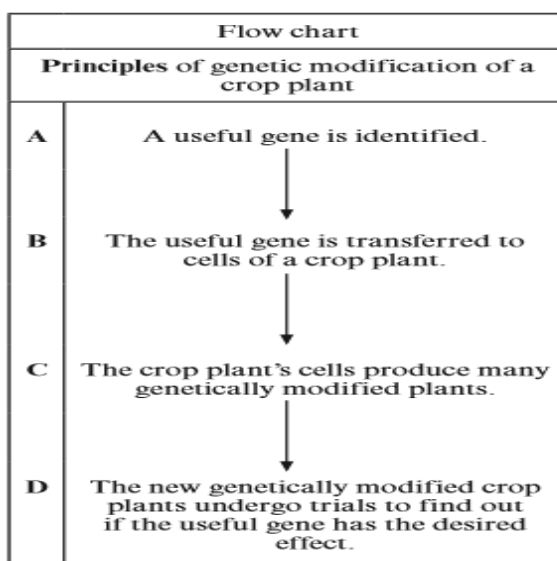 Flow chart
Principles of genetic modification of a
crop plant
A
A useful gene is identified.
B
The useful gene is transferred to
cells of a crop plant.
C
The crop plant's cells produce many
genetically modified plants.
D
The new genetically modified crop
plants undergo trials to find out
if the useful gene has the desired
effect.